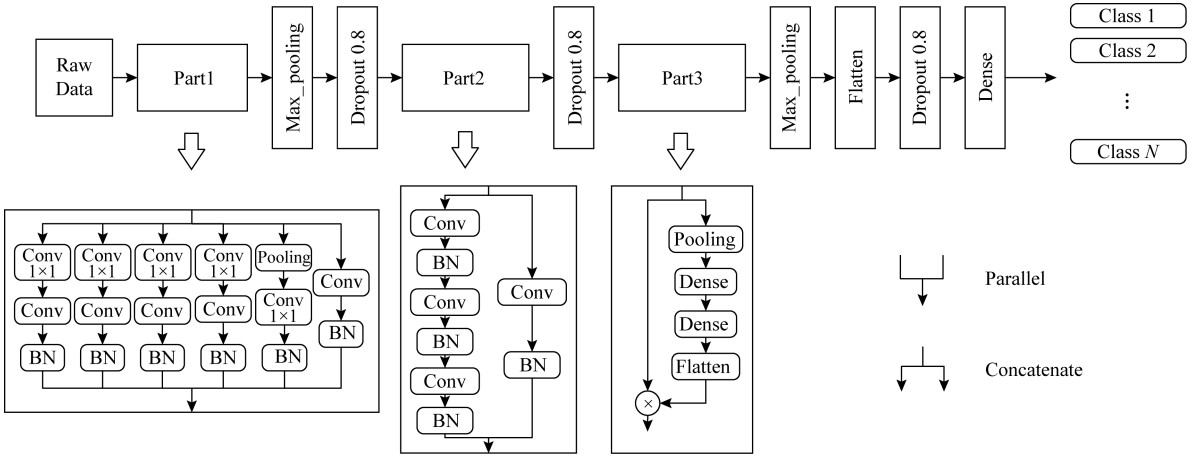 Raw
Data
Part1
Max_pooling
Dropout 0.8
Part2
Dropout 0.8
Part3
Max_pooling
Flatten
Dropout 0.8
Dense
Class 1
Class 2
⋮
Class N
Conv
1×1
Conv
BN
Conv
1×1
Conv
BN
Conv
1×1
Conv
BN
Conv
1×1
Conv
BN
Pooling
Conv
1×1
BN
Conv
BN
Conv
BN
Conv
BN
Conv
BN
Conv
BN
Pooling
Dense
Dense
Flatten
×
Parallel
Concatenate